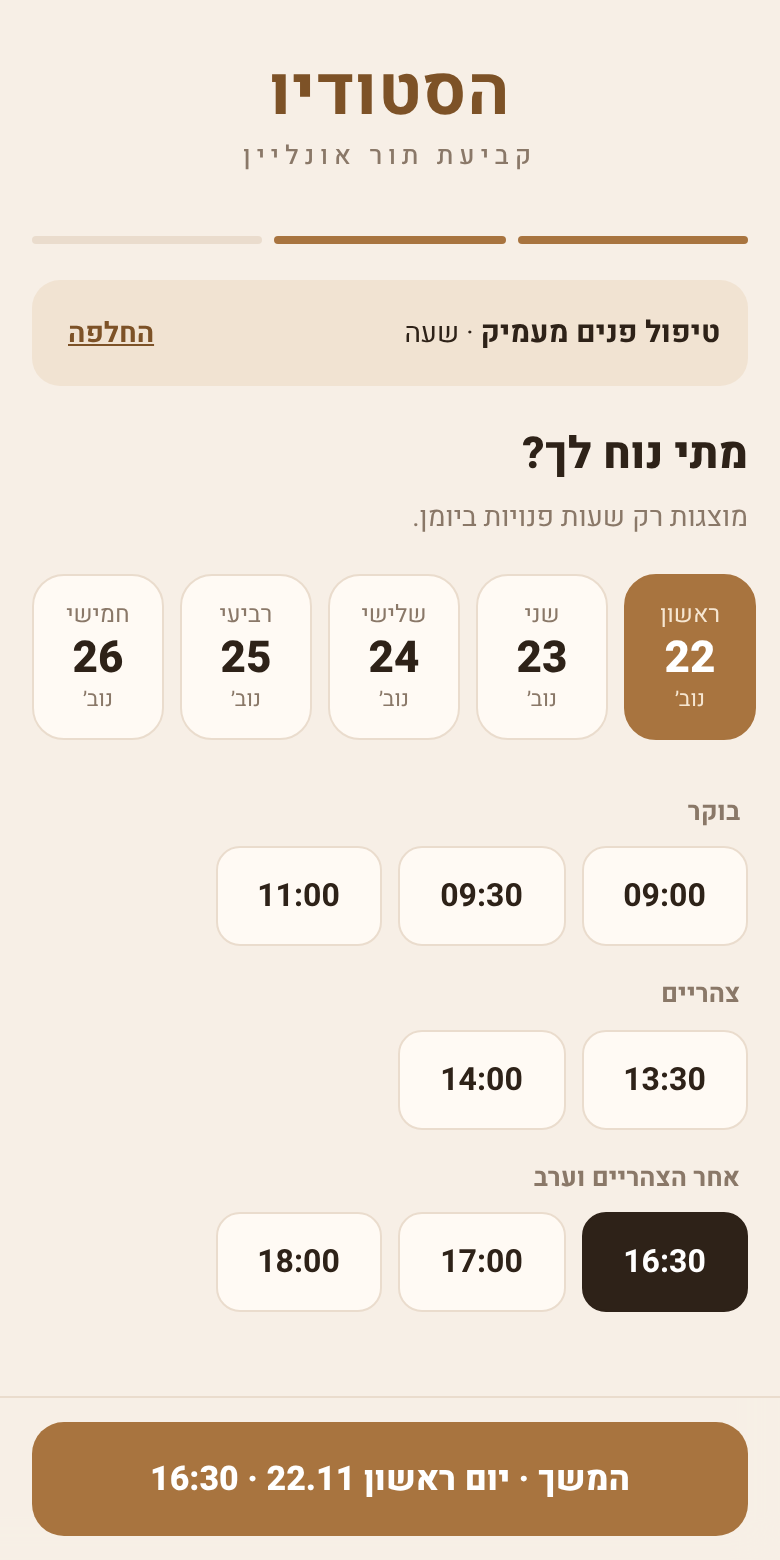 הסטודיו
קביעת תור אונליין
טיפול פנים מעמיק · שעה
החלפה
מתי נוח לך?
מוצגות רק שעות פנויות ביומן.
ראשון
22
נוב׳
שני
23
נוב׳
שלישי
24
נוב׳
רביעי
25
נוב׳
חמישי
26
נוב׳
בוקר
09:00
09:30
11:00
צהריים
13:30
14:00
אחר הצהריים וערב
16:30
17:00
18:00
המשך · יום ראשון 22.11 · 16:30